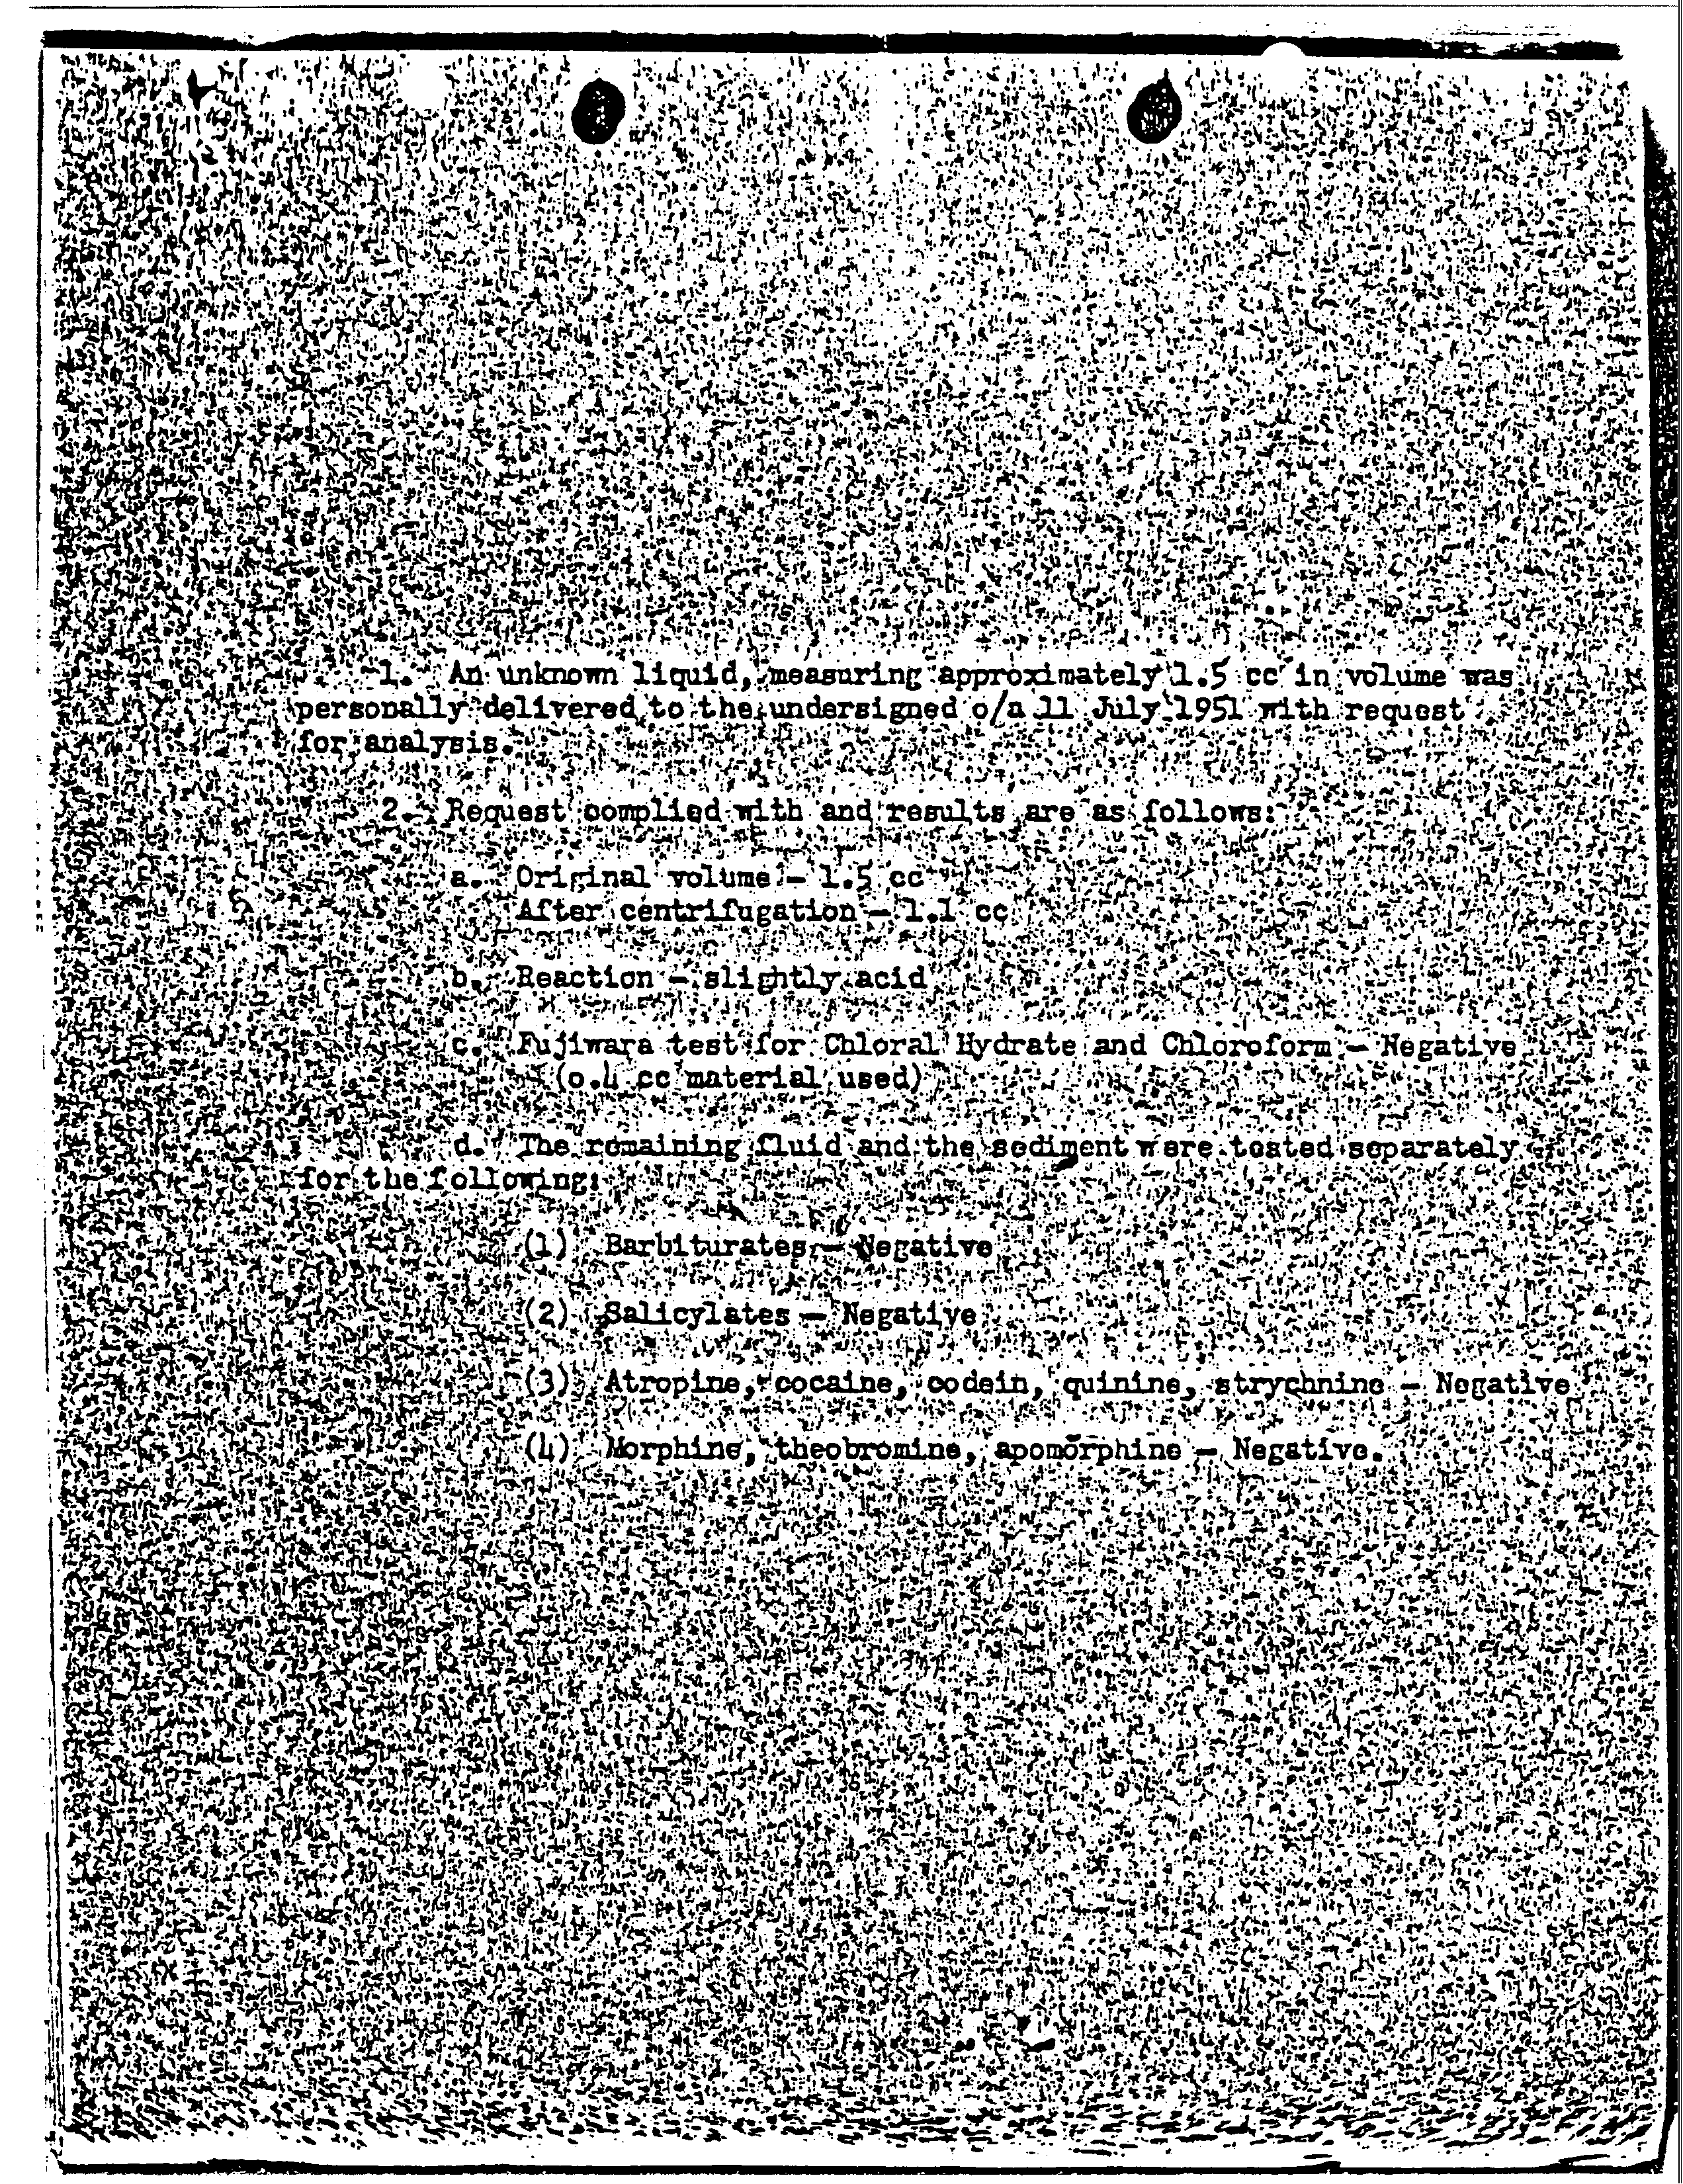 1. An unknown liquid, measuring approximately 1.5 cc in volume was
personally delivered to the undersigned o/a 11 July 1951 with request
for analysis.
2. Request complied with and results are as follows:
a. Original volume - 1.5 cc
After centrifugation - 1.1 cc
b. Reaction - slightly acid
c. Fujiwara test for Chloral Hydrate and Chloroform - Negative
(o.4 cc material used)
d. The remaining fluid and the sediment were tested separately
for the following:
(1) Barbiturates - Negative
(2) Salicylates - Negative
(3) Atropine, cocaine, codein, quinine, strychnine - Negative
(4) Morphine, theobromine, apomorphine - Negative.